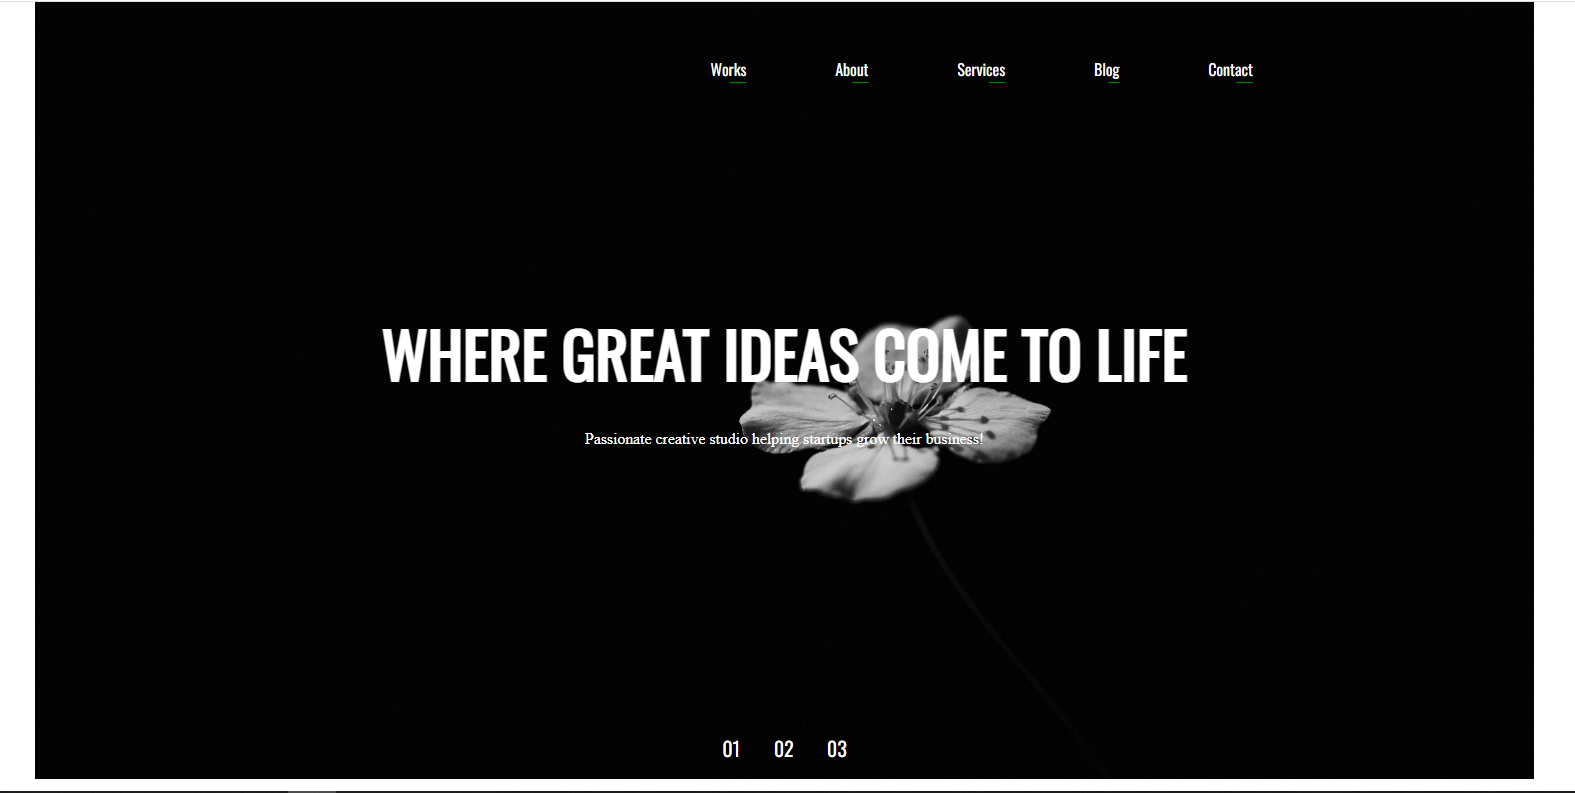 Works About Services Blog Contact
WHERE GREAT IDEAS COME TO LIFE
Passionate creative studio helping startups grow their business!
01 02 03